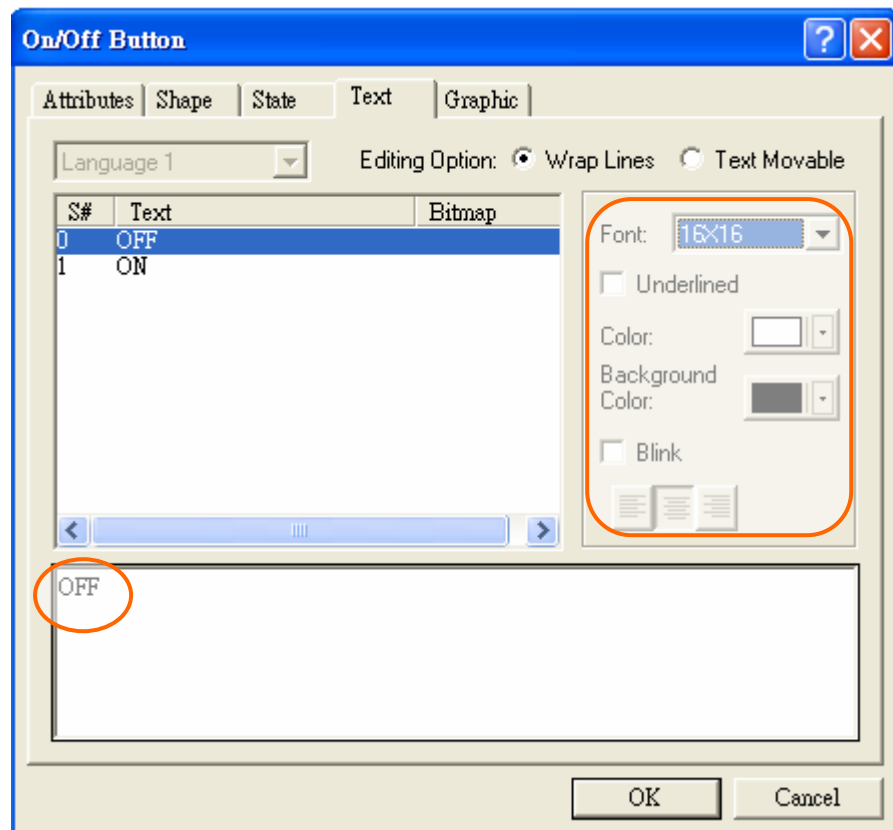 On/Off Button
Attributes Shape State Text Graphic
Language 1 Editing Option: Wrap Lines Text Movable
S# Text Bitmap
0 OFF
1 ON
Font: 16X16
Underlined
Color:
Background
Color:
Blink
OFF
OK Cancel